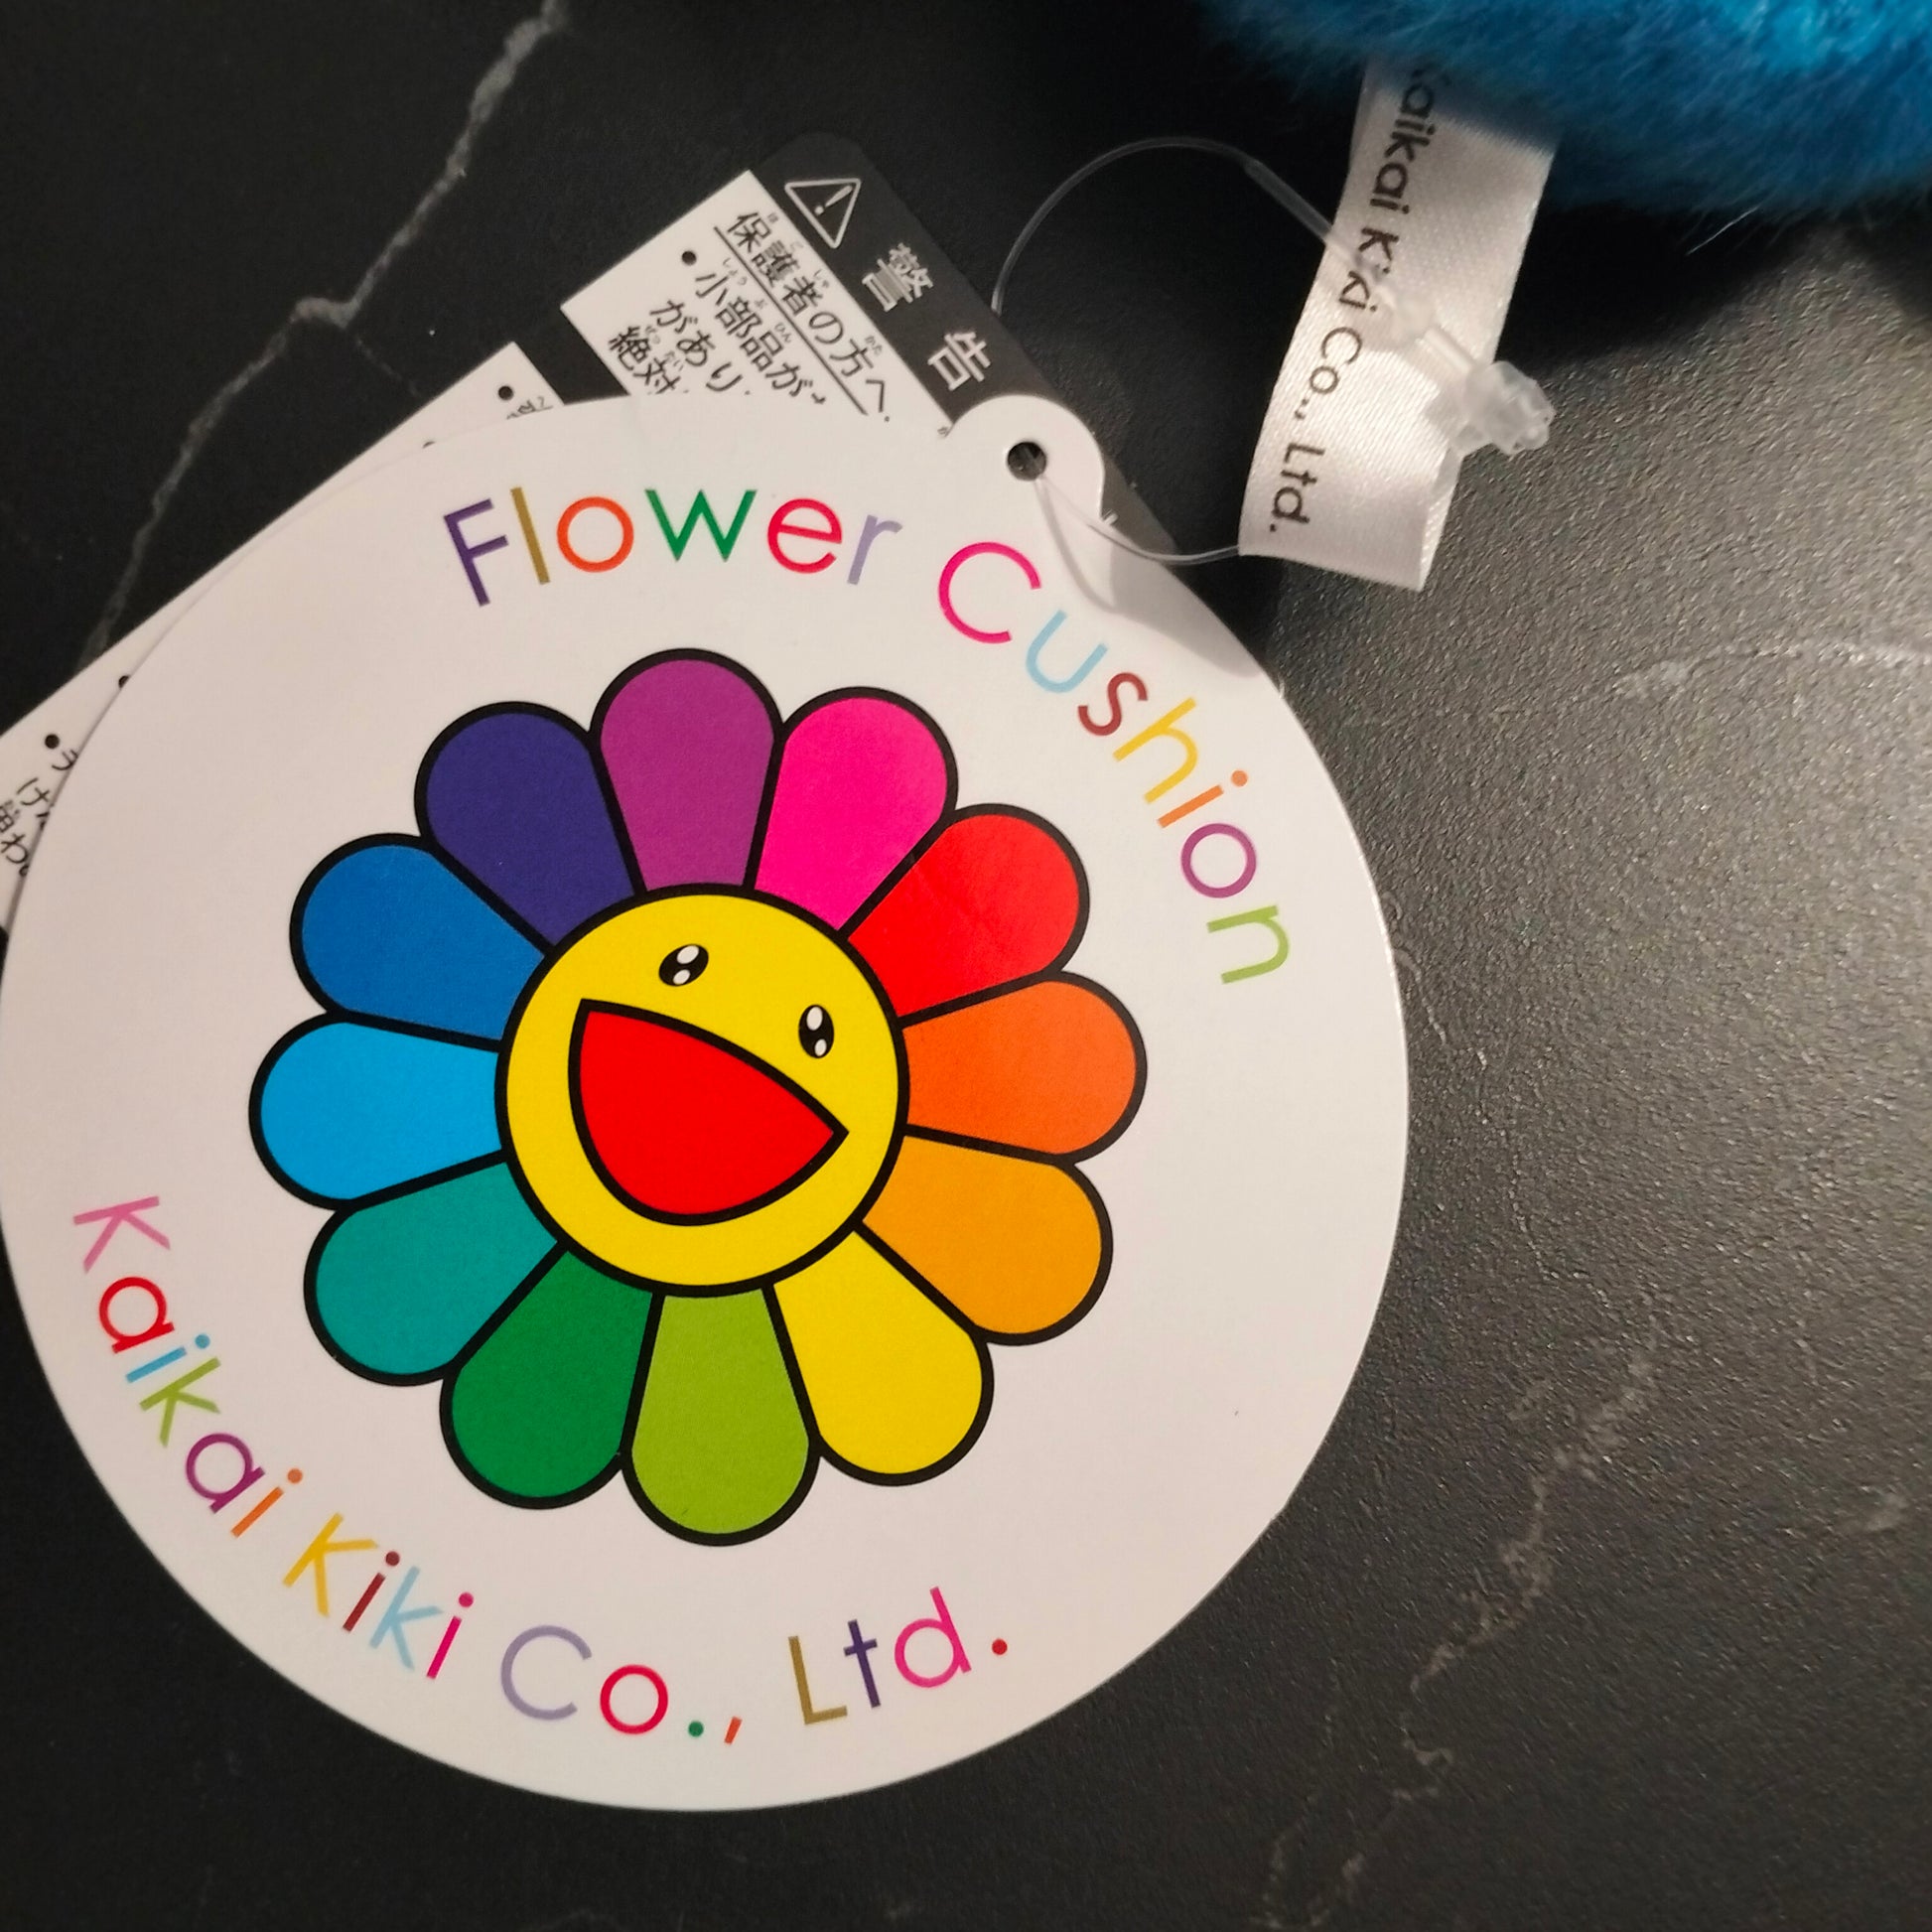 警告
保護者の方へ
・小部品が
があり
絶対
Flower Cushion
Kaikai Kiki Co., Ltd.
Kaikai Kiki Co., Ltd.